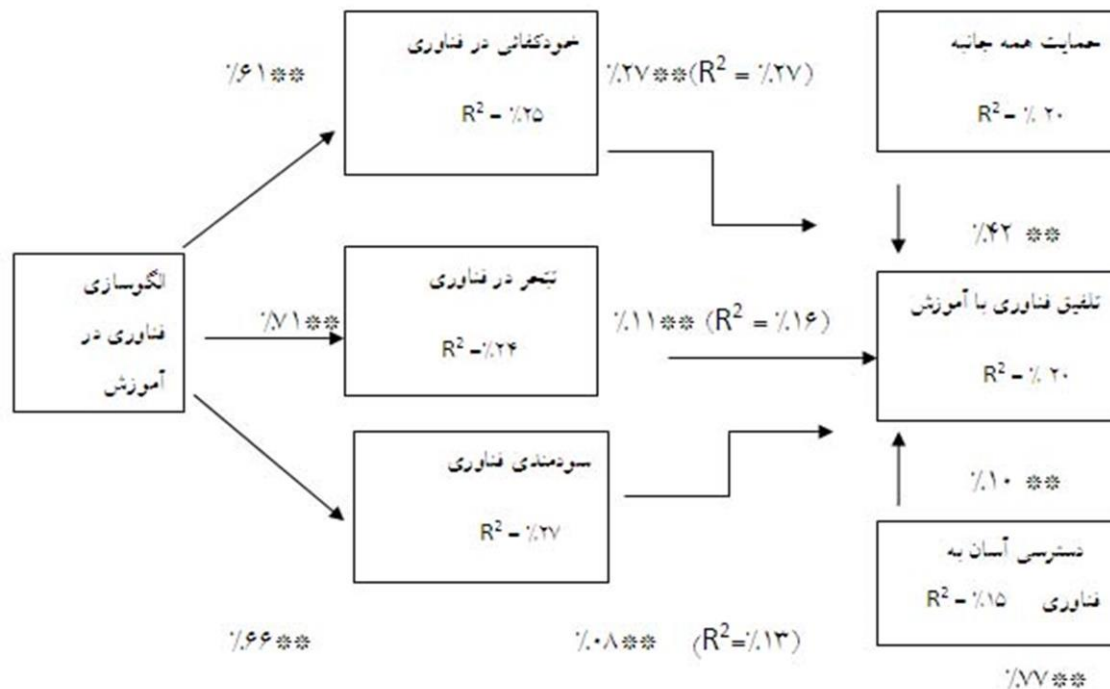 خودکفائی در فناوری
R² – ٪۲۵
حمایت همه جانبه
R² – ٪ ۲۰
٪۶۱**
٪۲۷**(R² = ٪۲۷)
٪۴۲ **
الگوسازی
فناوری در
آموزش
تبّحر در فناوری
R² –٪۲۴
تلفیق فناوری با آموزش
R² – ٪ ۲۰
٪۷۱**
٪۱۱** (R² = ٪۱۶)
سودمندی فناوری
R² – ٪۲۷
٪۱۰ **
دسترسی آسان به
فناوری R² – ٪۱۵
٪۶۶**
٪۰۸** (R²=٪۱۳)
٪۷۷**